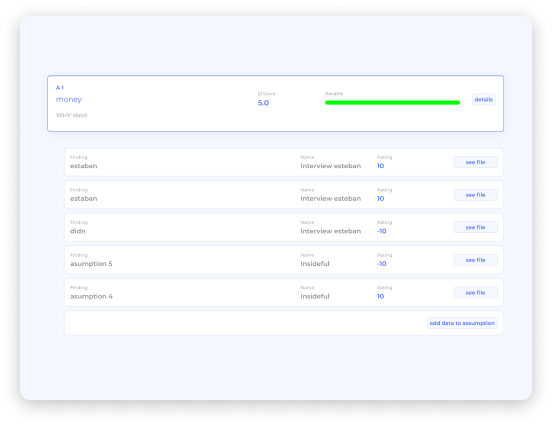 A 1
money
WHY: dasd
Score
5.0
Reliable
details
Finding
estaban
Name
Interview esteban
Rating
10
see file
Finding
estaban
Name
Interview esteban
Rating
10
see file
Finding
didn
Name
Interview esteban
Rating
-10
see file
Finding
asumption 5
Name
Insideful
Rating
-10
see file
Finding
asumption 4
Name
Insideful
Rating
10
see file
add data to assumption